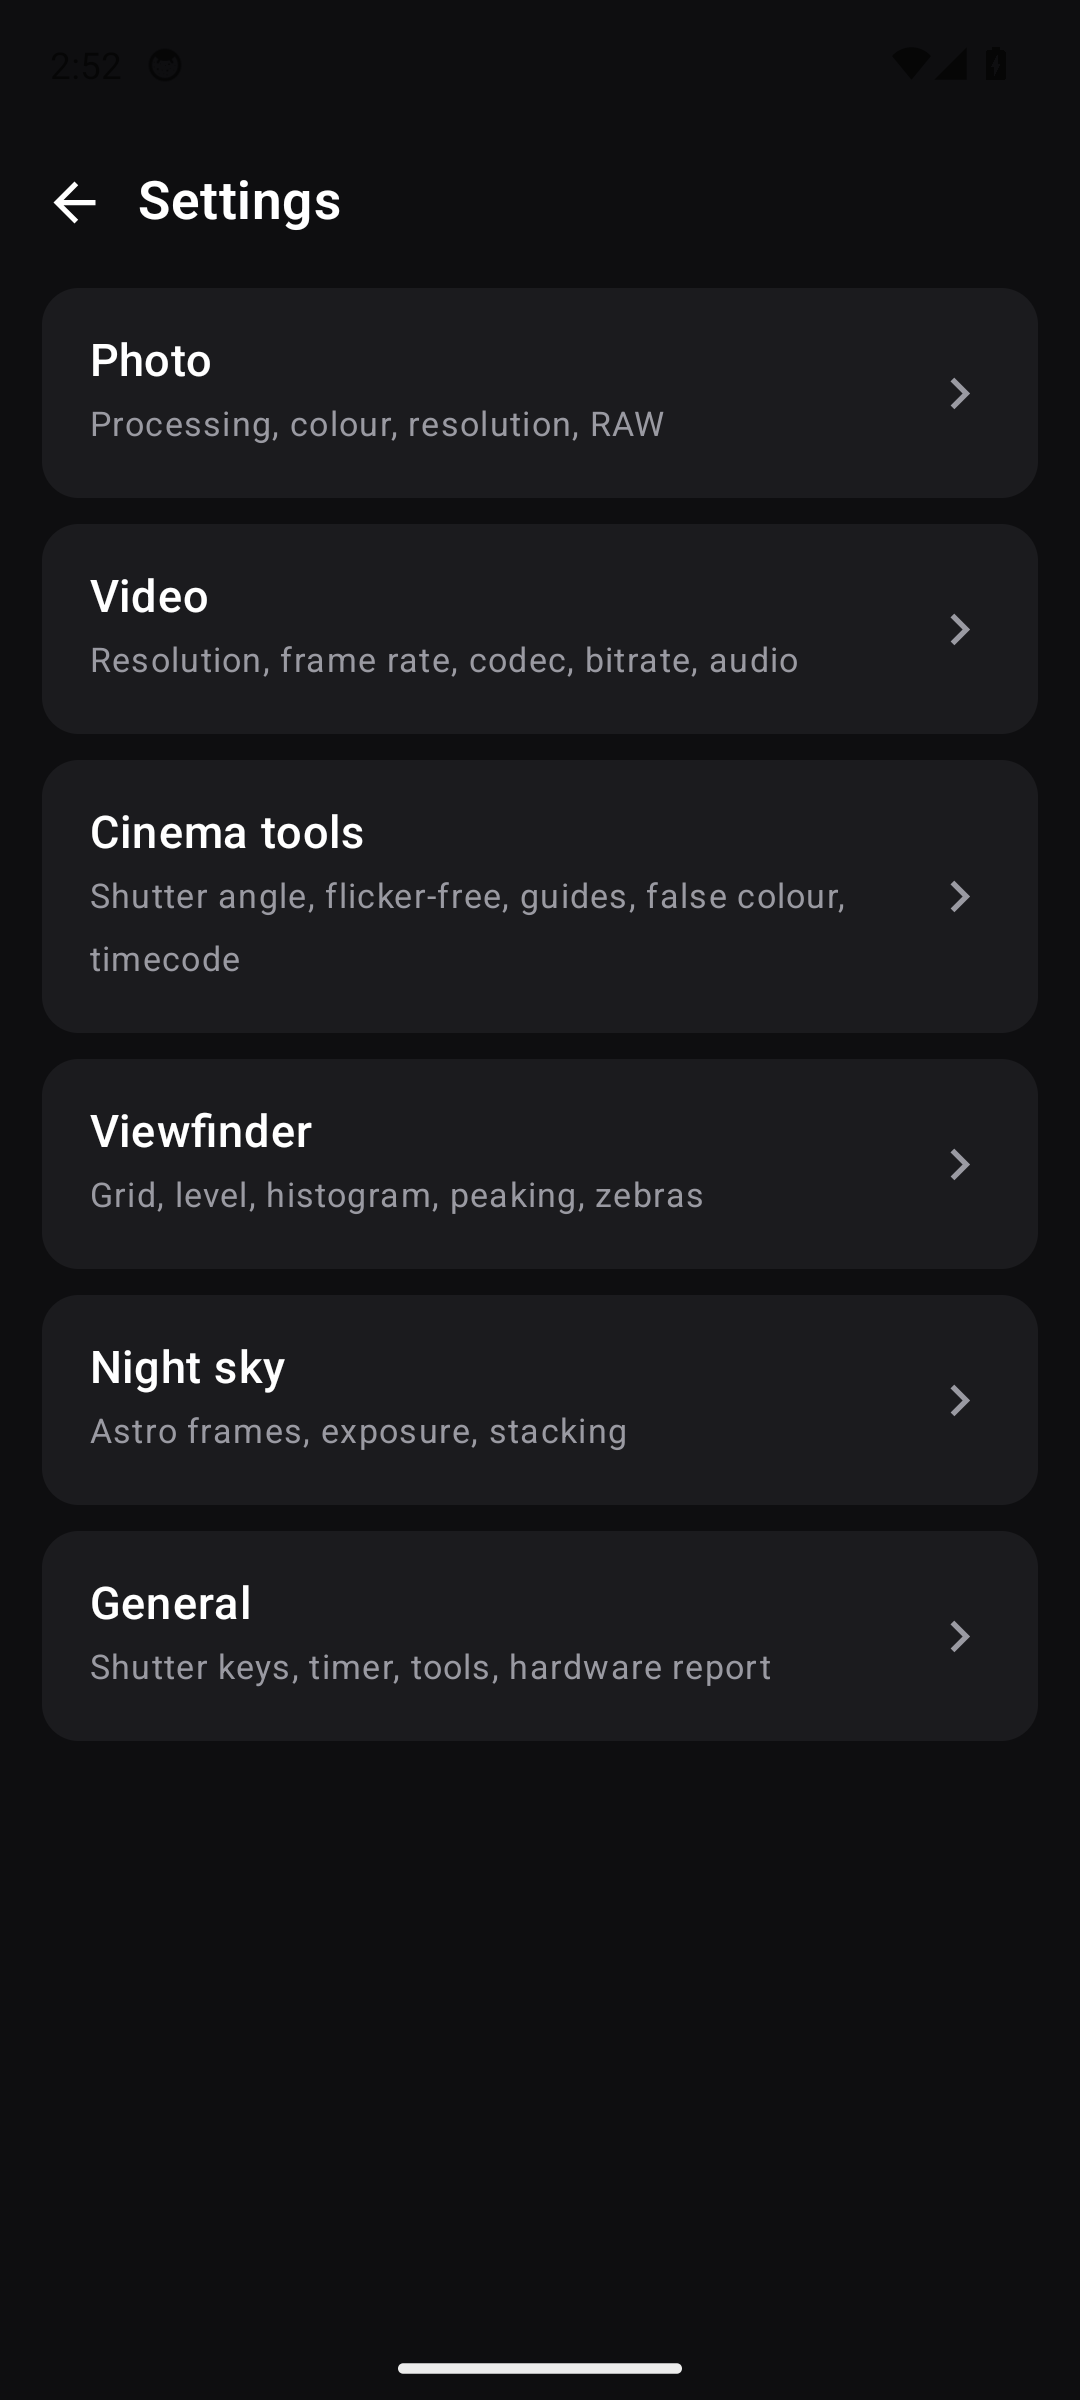 2:52
Settings
Photo
Processing, colour, resolution, RAW
Video
Resolution, frame rate, codec, bitrate, audio
Cinema tools
Shutter angle, flicker-free, guides, false colour,
timecode
Viewfinder
Grid, level, histogram, peaking, zebras
Night sky
Astro frames, exposure, stacking
General
Shutter keys, timer, tools, hardware report